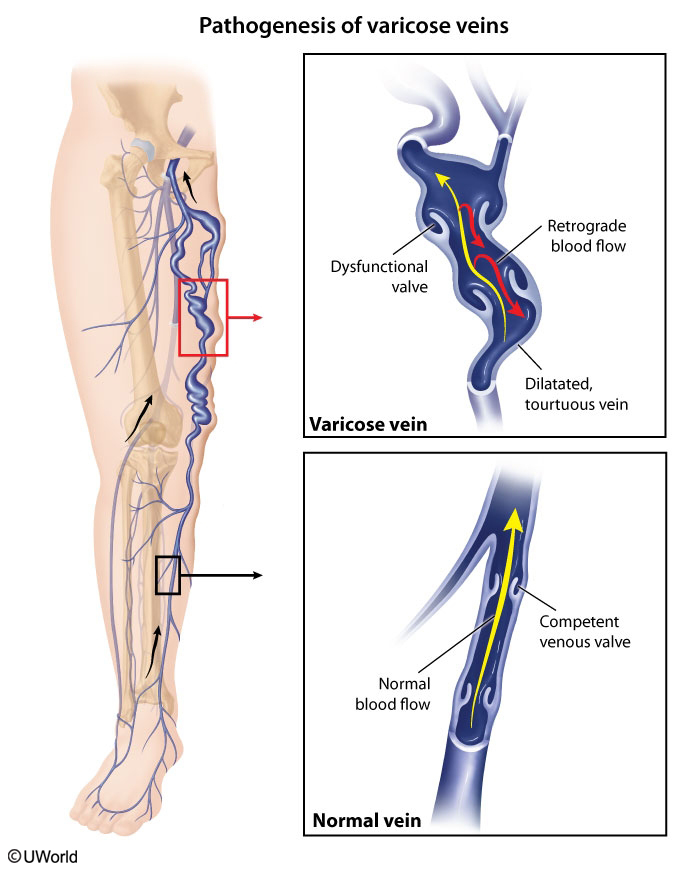 Pathogenesis of varicose veins
Retrograde
blood flow
Dysfunctional
valve
Dilatated,
tourtuous vein
Varicose vein
Competent
venous valve
Normal
blood flow
Normal vein
©UWorld